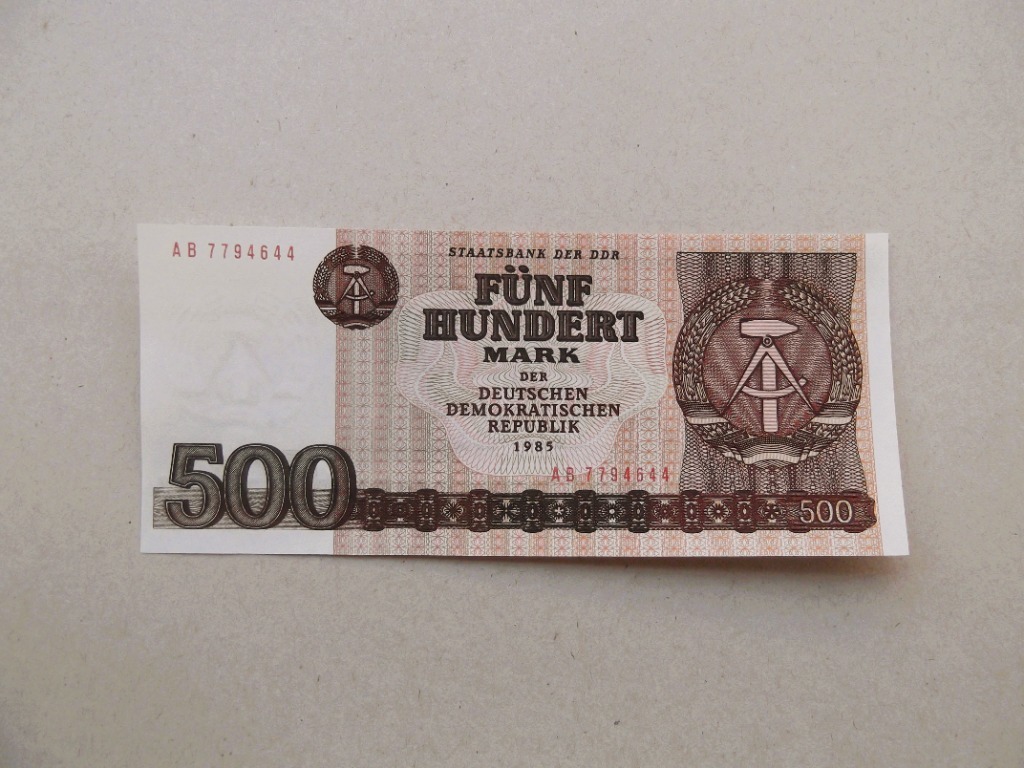 AB 7794644
STAATSBANK DER DDR
FÜNF
HUNDERT
MARK
DER
DEUTSCHEN
DEMOKRATISCHEN
REPUBLIK
1985
AB 7794644
500
500